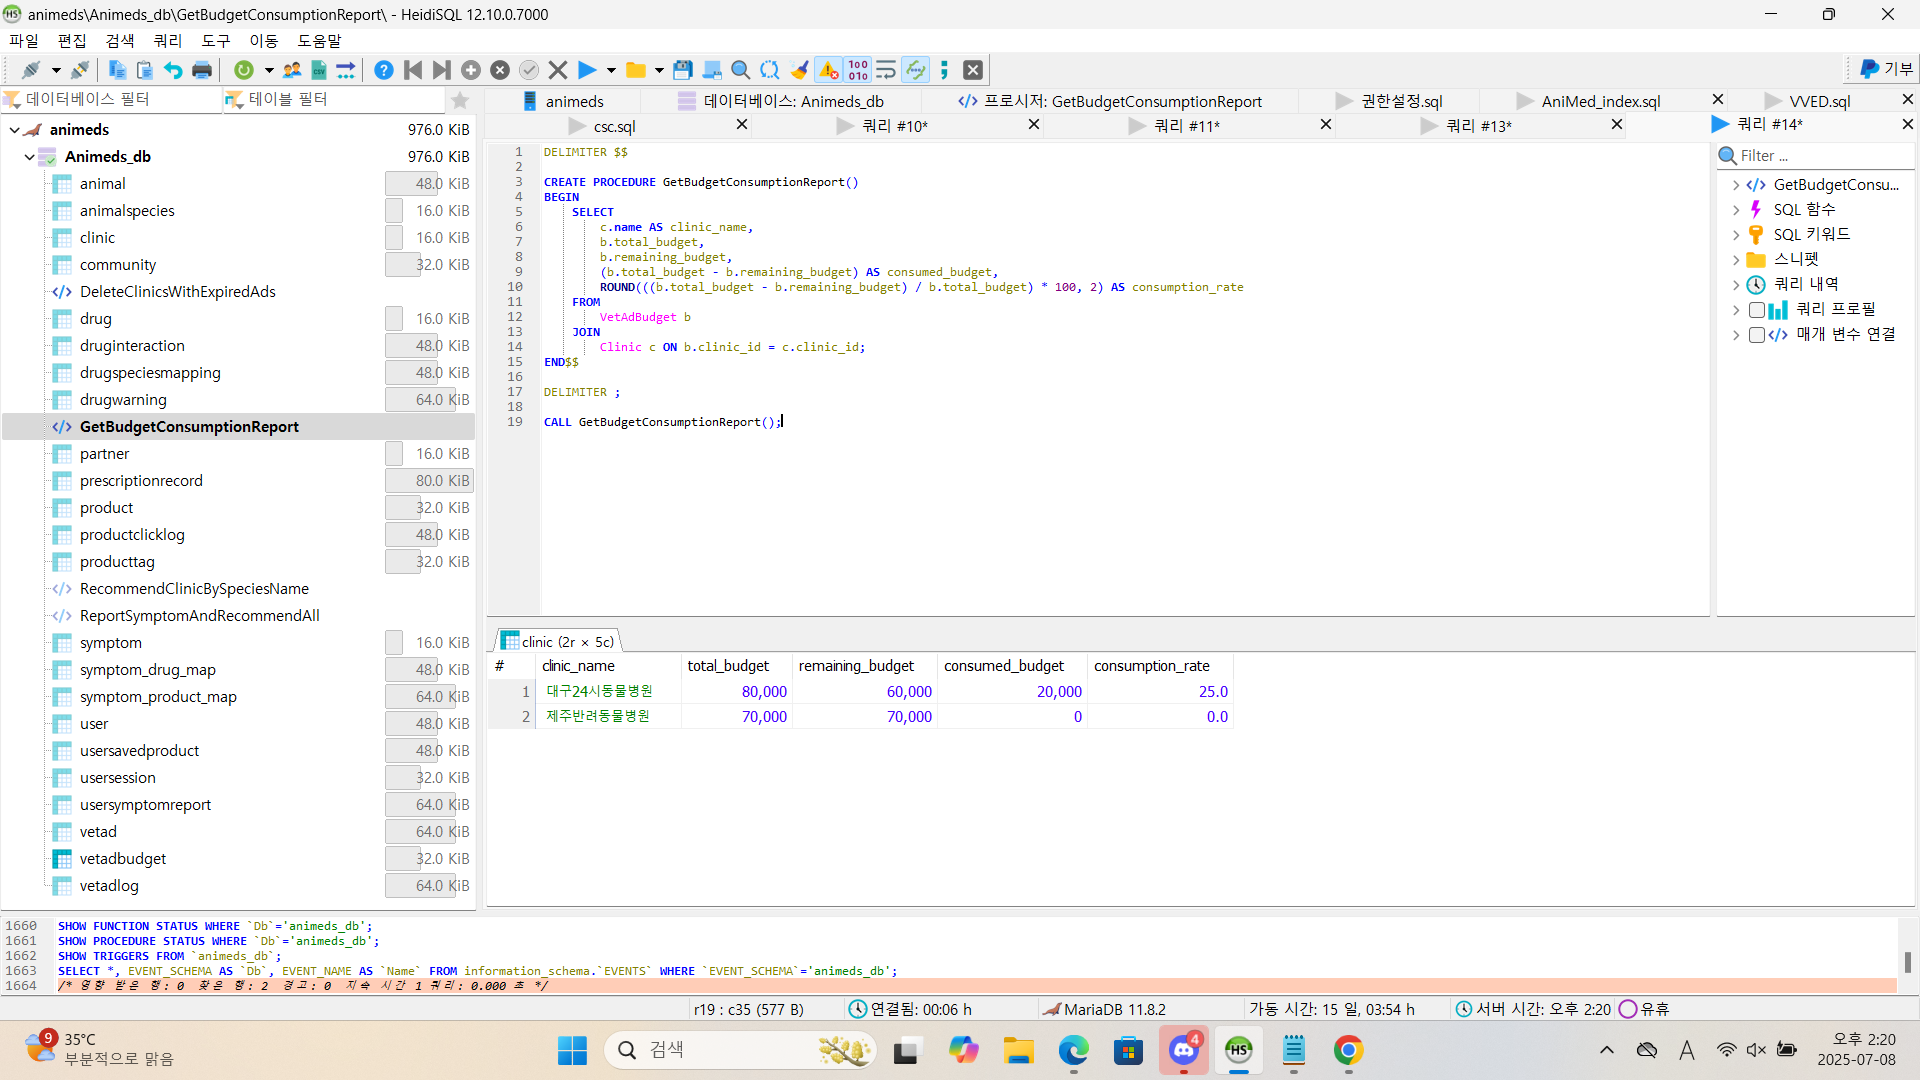 animeds\Animeds_db\GetBudgetConsumptionReport\ - HeidiSQL 12.10.0.7000
파일 편집 검색 쿼리 도구 이동 도움말
기부
데이터베이스 필터 테이블 필터
animeds 976.0 KiB
Animeds_db 976.0 KiB
animal 48.0 KiB
animalspecies 16.0 KiB
clinic 16.0 KiB
community 32.0 KiB
DeleteClinicsWithExpiredAds
drug 16.0 KiB
druginteraction 48.0 KiB
drugspeciesmapping 48.0 KiB
drugwarning 64.0 KiB
GetBudgetConsumptionReport
partner 16.0 KiB
prescriptionrecord 80.0 KiB
product 32.0 KiB
productclicklog 48.0 KiB
producttag 32.0 KiB
RecommendClinicBySpeciesName
ReportSymptomAndRecommendAll
symptom 16.0 KiB
symptom_drug_map 48.0 KiB
symptom_product_map 64.0 KiB
user 48.0 KiB
usersavedproduct 48.0 KiB
usersession 32.0 KiB
usersymptomreport 64.0 KiB
vetad 64.0 KiB
vetadbudget 32.0 KiB
vetadlog 64.0 KiB
animeds 데이터베이스: Animeds_db 프로시저: GetBudgetConsumptionReport 권한설정.sql AniMed_index.sql VVED.sql
csc.sql 쿼리 #10* 쿼리 #11* 쿼리 #13* 쿼리 #14*
1 DELIMITER $$
2
3 CREATE PROCEDURE GetBudgetConsumptionReport()
4 BEGIN
5 SELECT
6 c.name AS clinic_name,
7 b.total_budget,
8 b.remaining_budget,
9 (b.total_budget - b.remaining_budget) AS consumed_budget,
10 ROUND(((b.total_budget - b.remaining_budget) / b.total_budget) * 100, 2) AS consumption_rate
11 FROM
12 VetAdBudget b
13 JOIN
14 Clinic c ON b.clinic_id = c.clinic_id;
15 END$$
16
17 DELIMITER ;
18
19 CALL GetBudgetConsumptionReport();
Filter ...
GetBudgetConsu...
SQL 함수
SQL 키워드
스니펫
쿼리 내역
쿼리 프로필
매개 변수 연결
clinic (2r × 5c)
# clinic_name total_budget remaining_budget consumed_budget consumption_rate
1 대구24시동물병원 80,000 60,000 20,000 25.0
2 제주반려동물병원 70,000 70,000 0 0.0
1660 SHOW FUNCTION STATUS WHERE `Db`='animeds_db';
1661 SHOW PROCEDURE STATUS WHERE `Db`='animeds_db';
1662 SHOW TRIGGERS FROM `animeds_db`;
1663 SELECT *, EVENT_SCHEMA AS `Db`, EVENT_NAME AS `Name` FROM information_schema.`EVENTS` WHERE `EVENT_SCHEMA`='animeds_db';
1664 /* 영향 받은 행: 0 찾은 행: 2 경고: 0 지속 시간 1 쿼리: 0.000 초 */
r19 : c35 (577 B) 연결됨: 00:06 h MariaDB 11.8.2 가동 시간: 15 일, 03:54 h 서버 시간: 오후 2:20 유휴
9 35°C
부분적으로 맑음
검색
4
HS
A
오후 2:20
2025-07-08